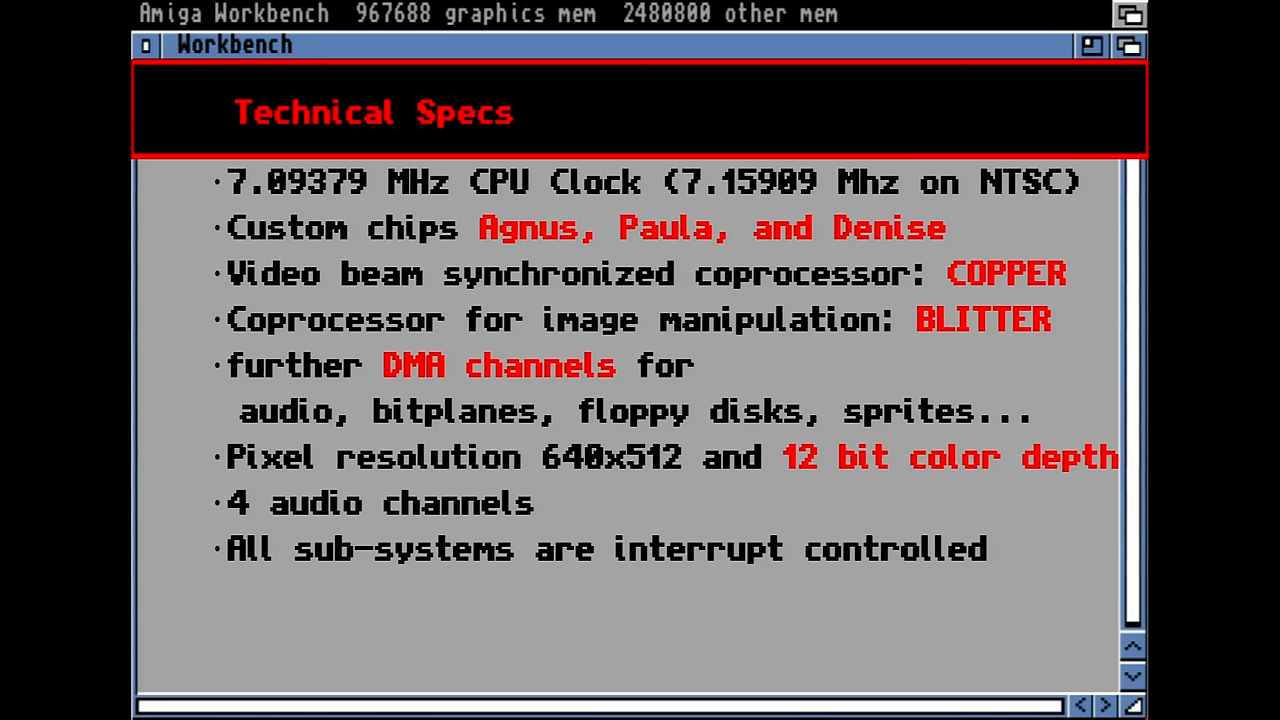 Amiga Workbench  967688 graphics mem  2480800 other mem
Workbench
Technical Specs
·7.09379 MHz CPU Clock (7.15909 Mhz on NTSC)
·Custom chips Agnus, Paula, and Denise
·Video beam synchronized coprocessor: COPPER
·Coprocessor for image manipulation: BLITTER
·further DMA channels for
audio, bitplanes, floppy disks, sprites...
·Pixel resolution 640x512 and 12 bit color depth
·4 audio channels
·All sub-systems are interrupt controlled